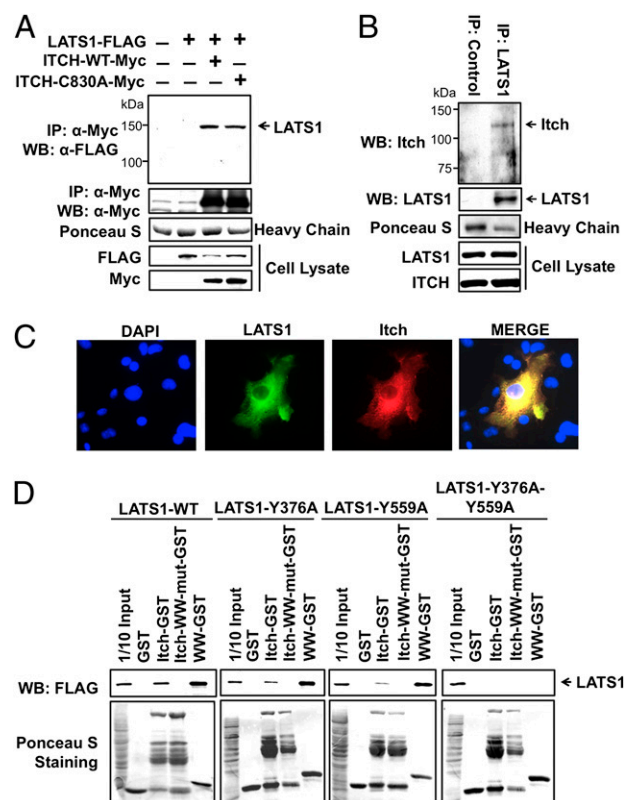 A
LATS1-FLAG – + + +
ITCH-WT-Myc – – + –
ITCH-C830A-Myc – – – +
kDa
150
100
IP: α-Myc
WB: α-FLAG
LATS1
IP: α-Myc
WB: α-Myc
Ponceau S
Heavy Chain
FLAG
Myc
Cell Lysate
B
IP: Control
IP: LATS1
kDa
150
100
75
WB: Itch
Itch
WB: LATS1
LATS1
Ponceau S
Heavy Chain
LATS1
ITCH
Cell Lysate
C
DAPI
LATS1
Itch
MERGE
D
LATS1-WT
LATS1-Y376A
LATS1-Y559A
LATS1-Y376A-
Y559A
1/10 Input
GST
Itch-GST
Itch-WW-mut-GST
WW-GST
1/10 Input
GST
Itch-GST
Itch-WW-mut-GST
WW-GST
1/10 Input
GST
Itch-GST
Itch-WW-mut-GST
WW-GST
1/10 Input
GST
Itch-GST
Itch-WW-mut-GST
WW-GST
WB: FLAG
LATS1
Ponceau S
Staining